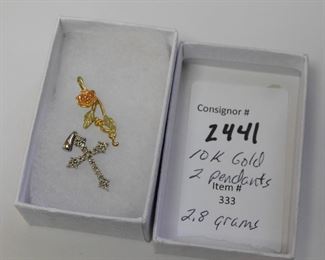 Consignor #
2441
10K Gold
2 pendants
Item #
333
2.8 grams